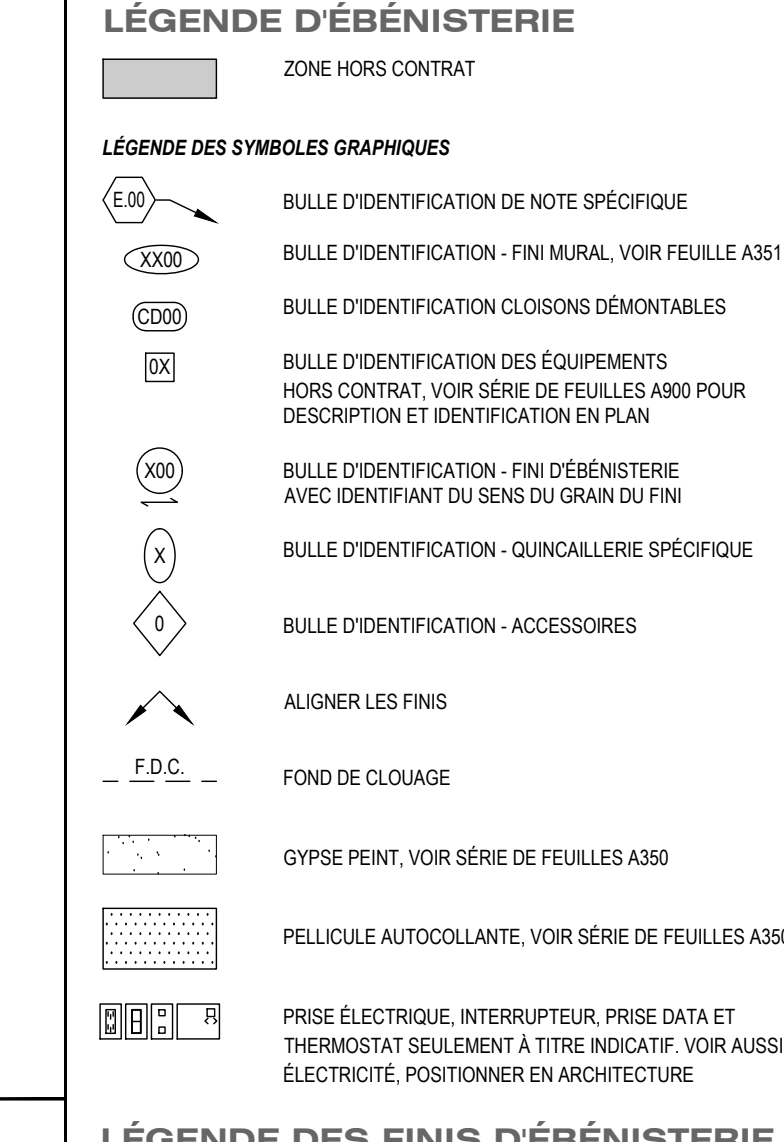 LÉGENDE D'ÉBÉNISTERIE
ZONE HORS CONTRAT
LÉGENDE DES SYMBOLES GRAPHIQUES
E.00 BULLE D'IDENTIFICATION DE NOTE SPÉCIFIQUE
XX00 BULLE D'IDENTIFICATION - FINI MURAL, VOIR FEUILLE A351
CD00 BULLE D'IDENTIFICATION CLOISONS DÉMONTABLES
0X BULLE D'IDENTIFICATION DES ÉQUIPEMENTS
HORS CONTRAT, VOIR SÉRIE DE FEUILLES A900 POUR
DESCRIPTION ET IDENTIFICATION EN PLAN
X00 BULLE D'IDENTIFICATION - FINI D'ÉBÉNISTERIE
AVEC IDENTIFIANT DU SENS DU GRAIN DU FINI
X BULLE D'IDENTIFICATION - QUINCAILLERIE SPÉCIFIQUE
0 BULLE D'IDENTIFICATION - ACCESSOIRES
ALIGNER LES FINIS
F.D.C. FOND DE CLOUAGE
GYPSE PEINT, VOIR SÉRIE DE FEUILLES A350
PELLICULE AUTOCOLLANTE, VOIR SÉRIE DE FEUILLES A350
PRISE ÉLECTRIQUE, INTERRUPTEUR, PRISE DATA ET
THERMOSTAT SEULEMENT À TITRE INDICATIF. VOIR AUSSI
ÉLECTRICITÉ, POSITIONNER EN ARCHITECTURE
LÉGENDE DES FINIS D'ÉBÉNISTERIE